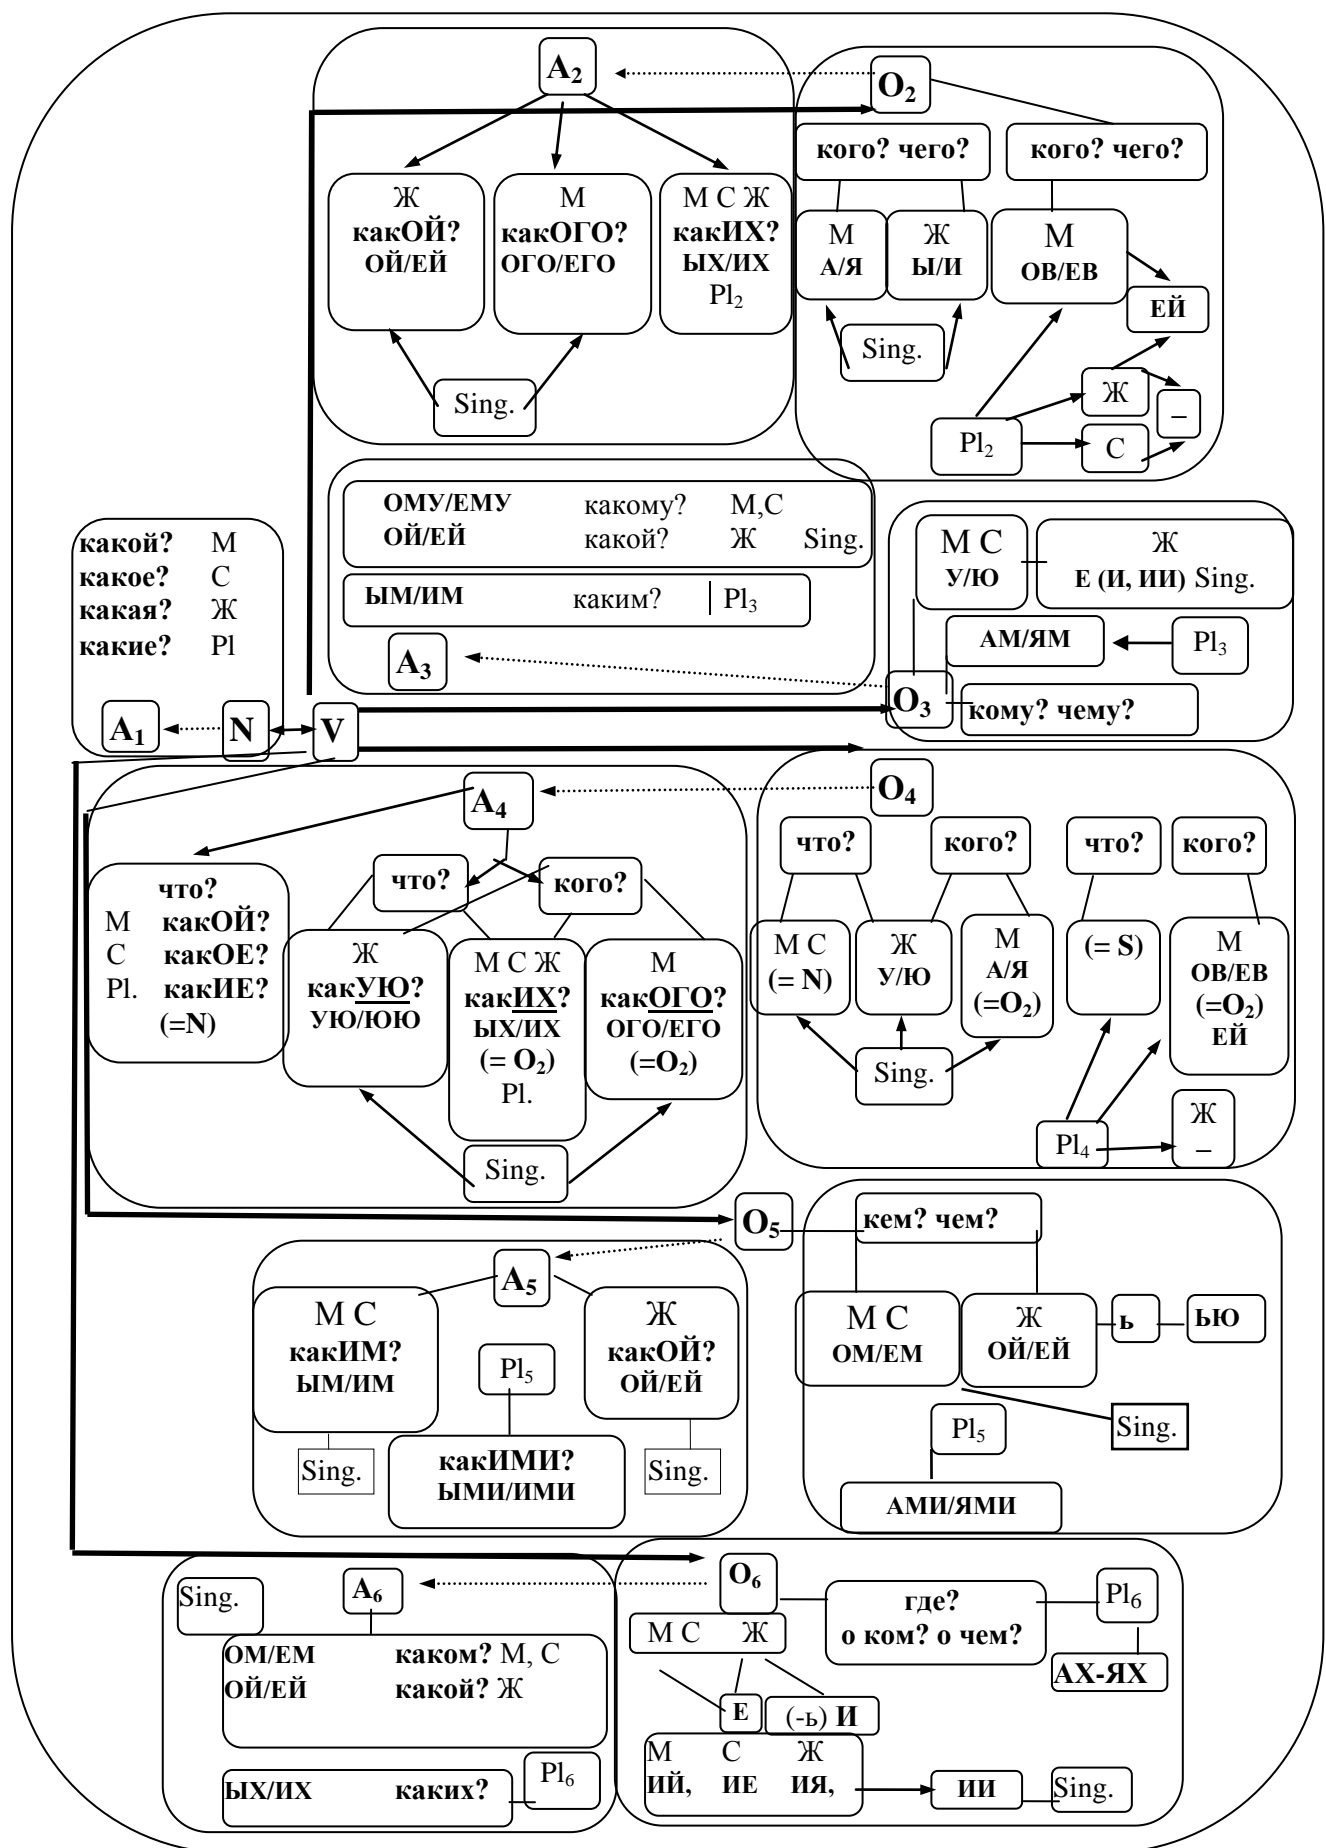 A2
O2
кого? чего?
кого? чего?
Ж
какОЙ?
ОЙ/ЕЙ
М
какОГО?
ОГО/ЕГО
М С Ж
какИХ?
ЫХ/ИХ
Pl2
Sing.
М
А/Я
Ж
Ы/И
М
ОВ/ЕВ
ЕЙ
Sing.
Ж
–
Pl2
С
ОМУ/ЕМУ какому? М,С
ОЙ/ЕЙ какой? Ж Sing.
ЫМ/ИМ каким? Pl3
A3
какой? М
какое? С
какая? Ж
какие? Pl
A1
N
V
М С
У/Ю
Ж
Е (И, ИИ) Sing.
АМ/ЯМ
Pl3
O3
кому? чему?
A4
O4
что?
М какОЙ?
С какОЕ?
Pl. какИЕ?
(=N)
что?
кого?
Ж
какУЮ?
УЮ/ЮЮ
М С Ж
какИХ?
ЫХ/ИХ
(= O2)
Pl.
М
какОГО?
ОГО/ЕГО
(=O2)
Sing.
что?
кого?
что?
кого?
М С
(= N)
Ж
У/Ю
М
А/Я
(=O2)
(= S)
М
ОВ/ЕВ
(=O2)
ЕЙ
Sing.
Pl4
Ж
–
O5
кем? чем?
A5
М С
какИМ?
ЫМ/ИМ
Pl5
Ж
какОЙ?
ОЙ/ЕЙ
Sing.
какИМИ?
ЫМИ/ИМИ
Sing.
М С
ОМ/ЕМ
Ж
ОЙ/ЕЙ
ь
ЬЮ
Pl5
Sing.
АМИ/ЯМИ
Sing.
A6
O6
ОМ/ЕМ каком? М, С
ОЙ/ЕЙ какой? Ж
ЫХ/ИХ каких?
Pl6
М С Ж
где?
о ком? о чем?
Pl6
АХ-ЯХ
Е
(-ь) И
М С Ж
ИЙ, ИЕ ИЯ,
ИИ
Sing.